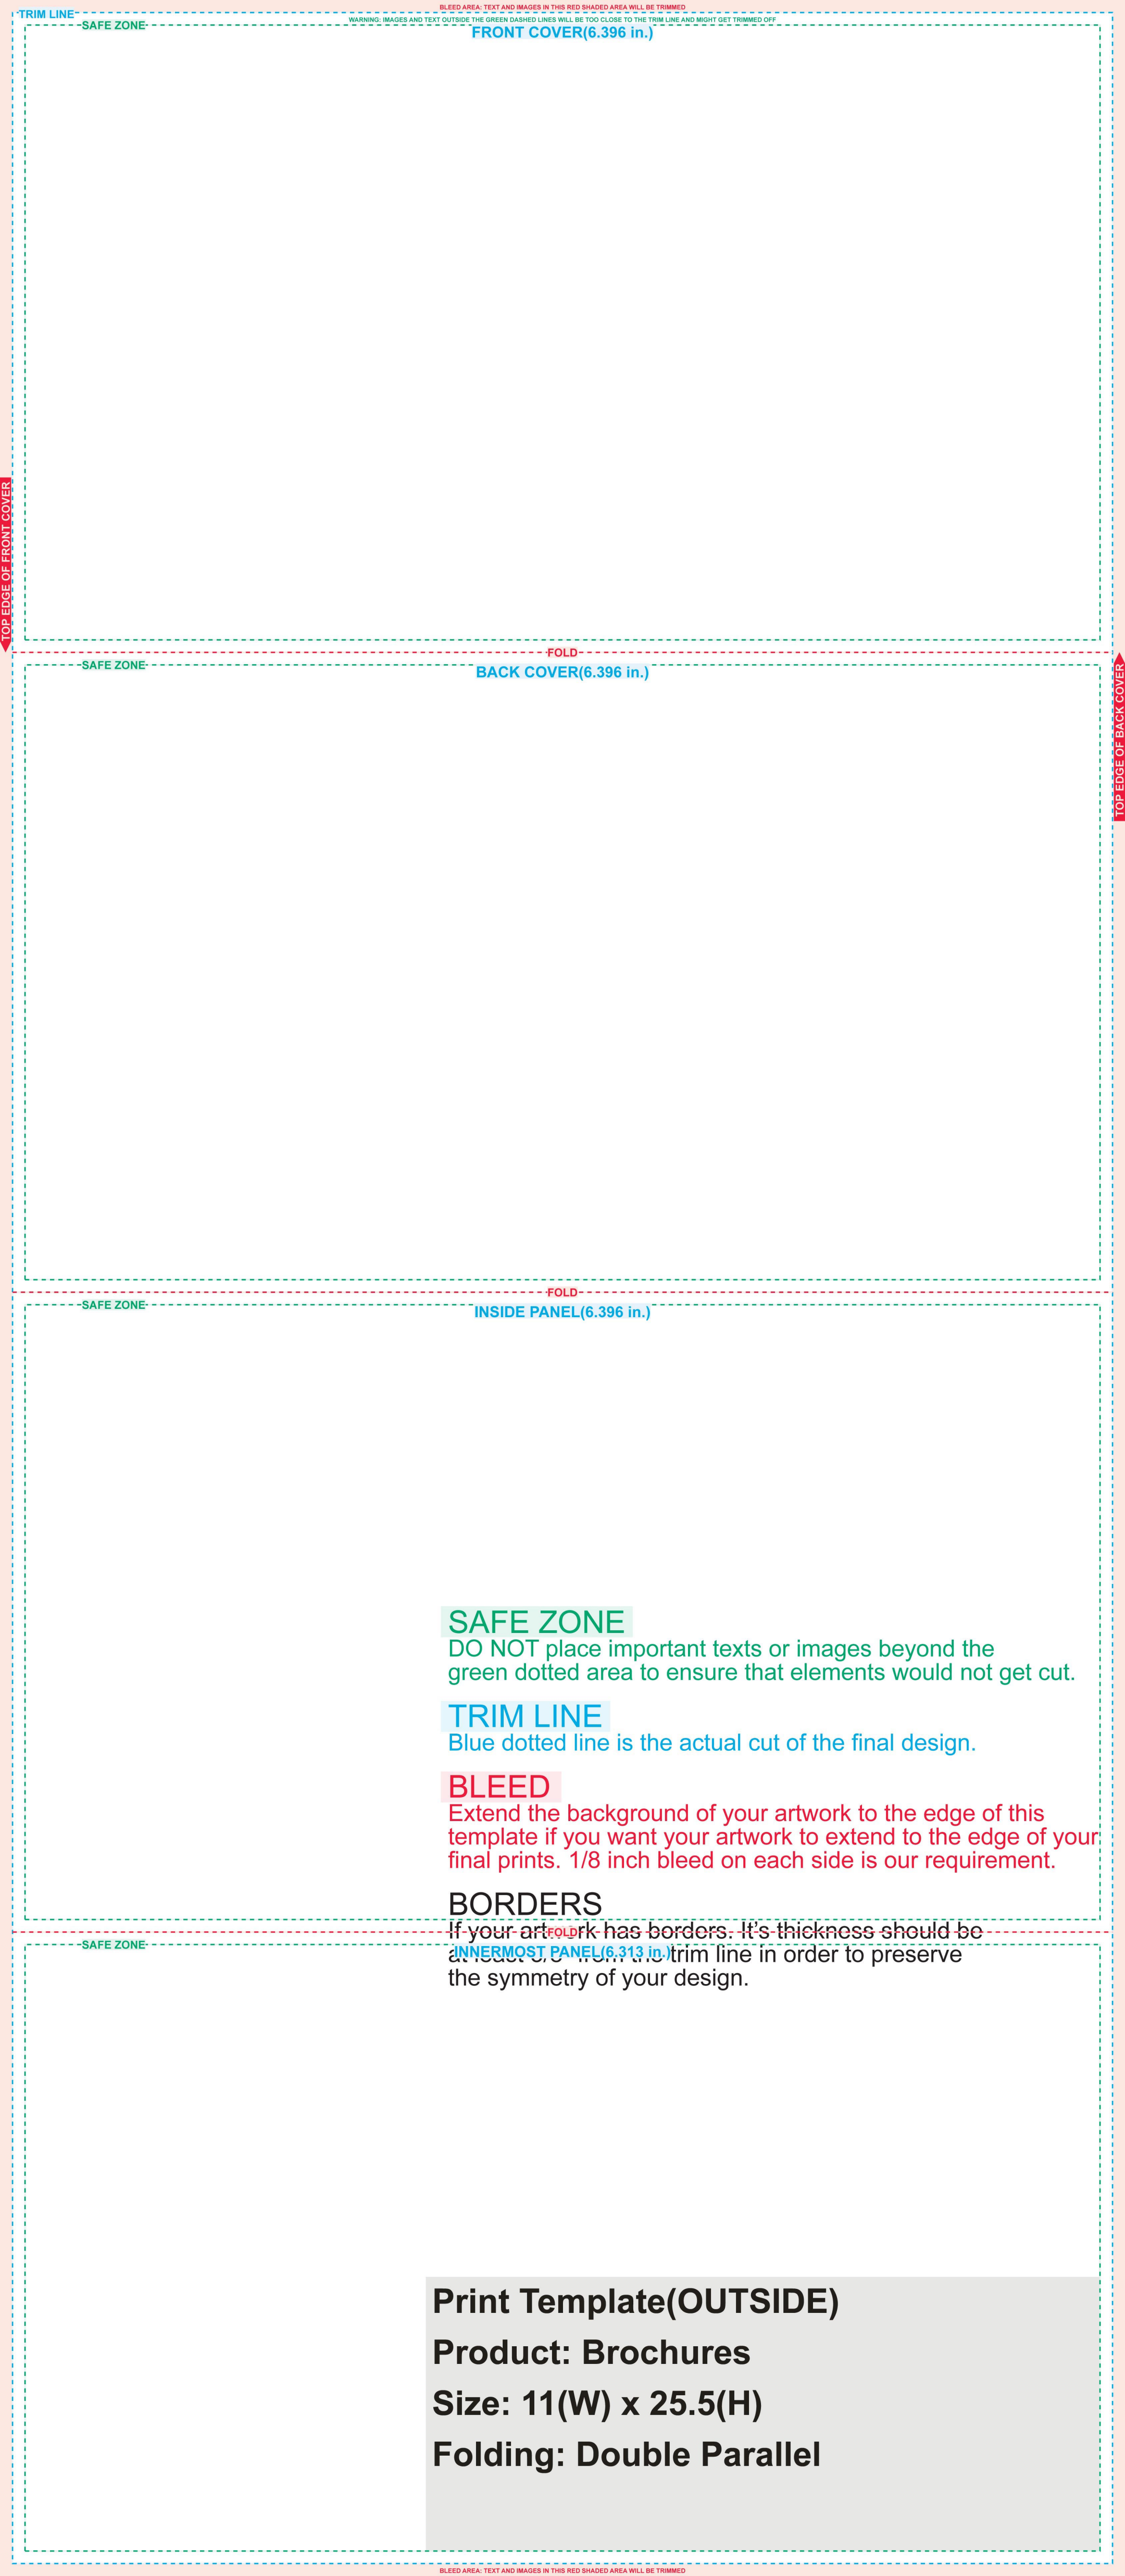 BLEED AREA: TEXT AND IMAGES IN THIS RED SHADED AREA WILL BE TRIMMED
TRIM LINE
WARNING: IMAGES AND TEXT OUTSIDE THE GREEN DASHED LINES WILL BE TOO CLOSE TO THE TRIM LINE AND MIGHT GET TRIMMED OFF
SAFE ZONE
FRONT COVER(6.396 in.)
TOP EDGE OF FRONT COVER
FOLD
SAFE ZONE
BACK COVER(6.396 in.)
TOP EDGE OF BACK COVER
FOLD
SAFE ZONE
INSIDE PANEL(6.396 in.)
SAFE ZONE
DO NOT place important texts or images beyond the
green dotted area to ensure that elements would not get cut.
TRIM LINE
Blue dotted line is the actual cut of the final design.
BLEED
Extend the background of your artwork to the edge of this
template if you want your artwork to extend to the edge of your
final prints. 1/8 inch bleed on each side is our requirement.
BORDERS
If your artwork has borders. It's thickness should be
FOLD
SAFE ZONE
INNERMOST PANEL(6.313 in.)
at least from the trim line in order to preserve
the symmetry of your design.
Print Template(OUTSIDE)
Product: Brochures
Size: 11(W) x 25.5(H)
Folding: Double Parallel
BLEED AREA: TEXT AND IMAGES IN THIS RED SHADED AREA WILL BE TRIMMED